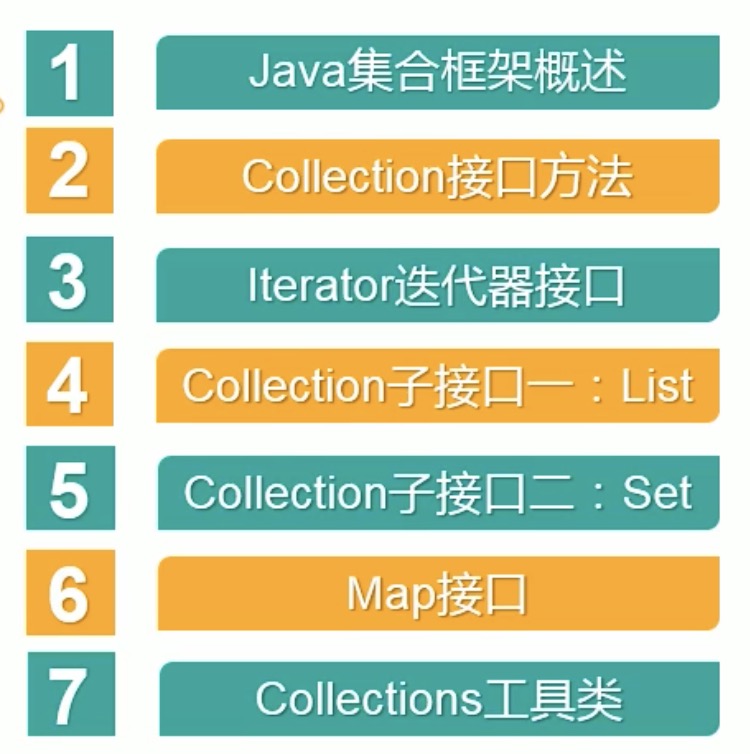 1 Java集合框架概述
2 Collection接口方法
3 Iterator迭代器接口
4 Collection子接口一：List
5 Collection子接口二：Set
6 Map接口
7 Collections工具类